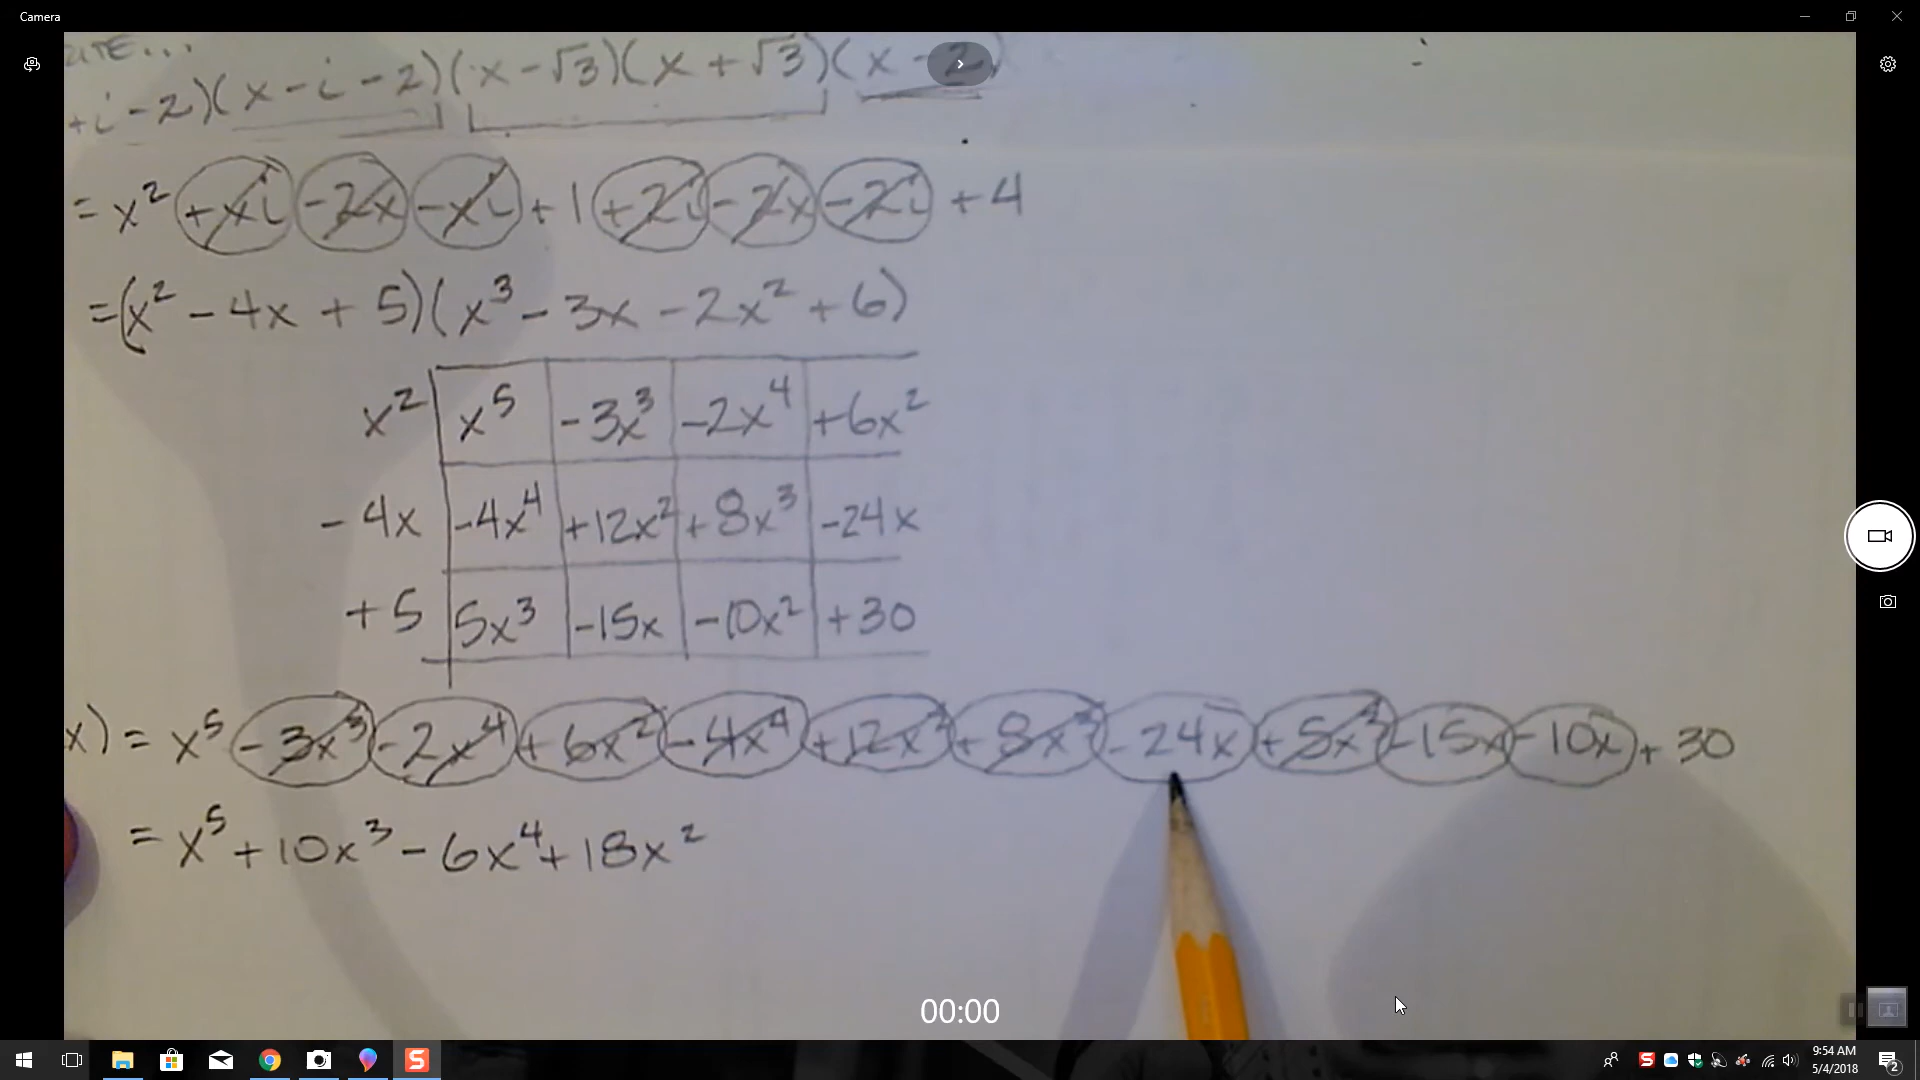 Camera
+i-2)(x-i-2)(x-√3)(x+√3)(x-2)
= x² +xi -2x -xi +1 +2i -2x -2i +4
=(x² - 4x + 5)(x³ - 3x - 2x² + 6)
x² x⁵ -3x³ -2x⁴ +6x²
-4x -4x⁴ +12x² +8x³ -24x
+5 5x³ -15x -10x² +30
x) = x⁵ -3x³ -2x⁴ +6x² -4x⁴ +12x² +8x³ -24x +5x³ -15x -10x + 30
= x⁵ + 10x³ - 6x⁴ + 18x²
00:00
9:54 AM
5/4/2018
2